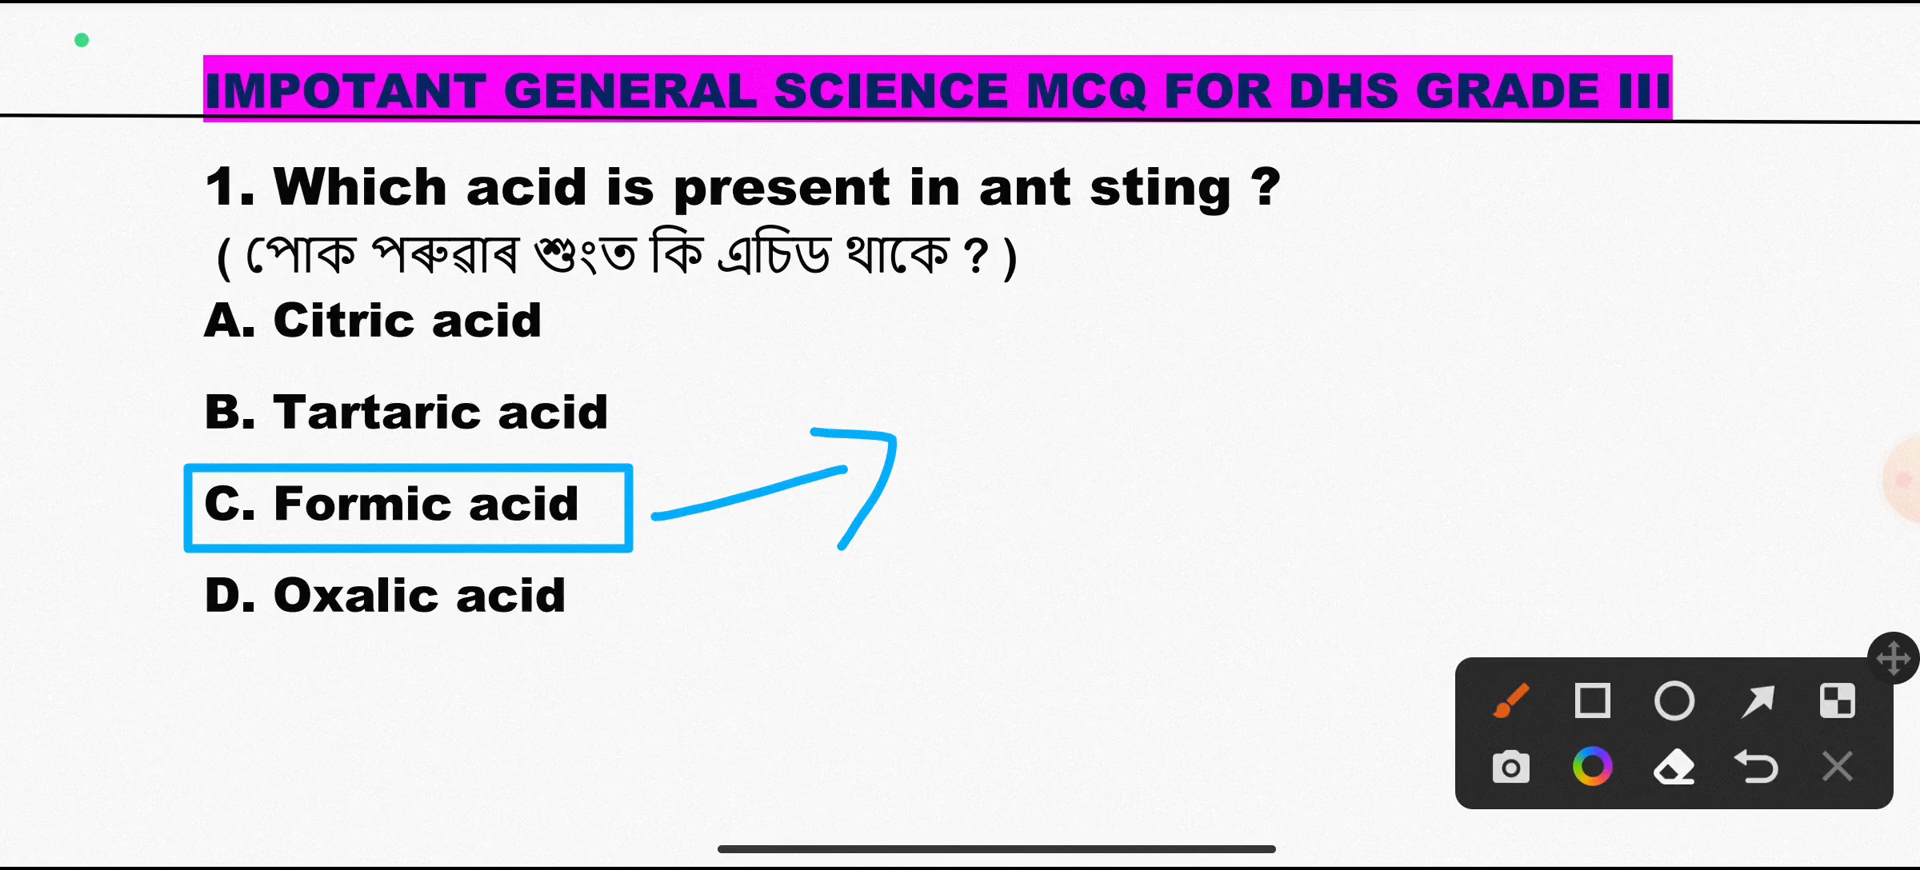 IMPOTANT GENERAL SCIENCE MCQ FOR DHS GRADE III
1. Which acid is present in ant sting ?
( পোক পৰুৱাৰ শুংত কি এচিড থাকে ? )
A. Citric acid
B. Tartaric acid
C. Formic acid
D. Oxalic acid